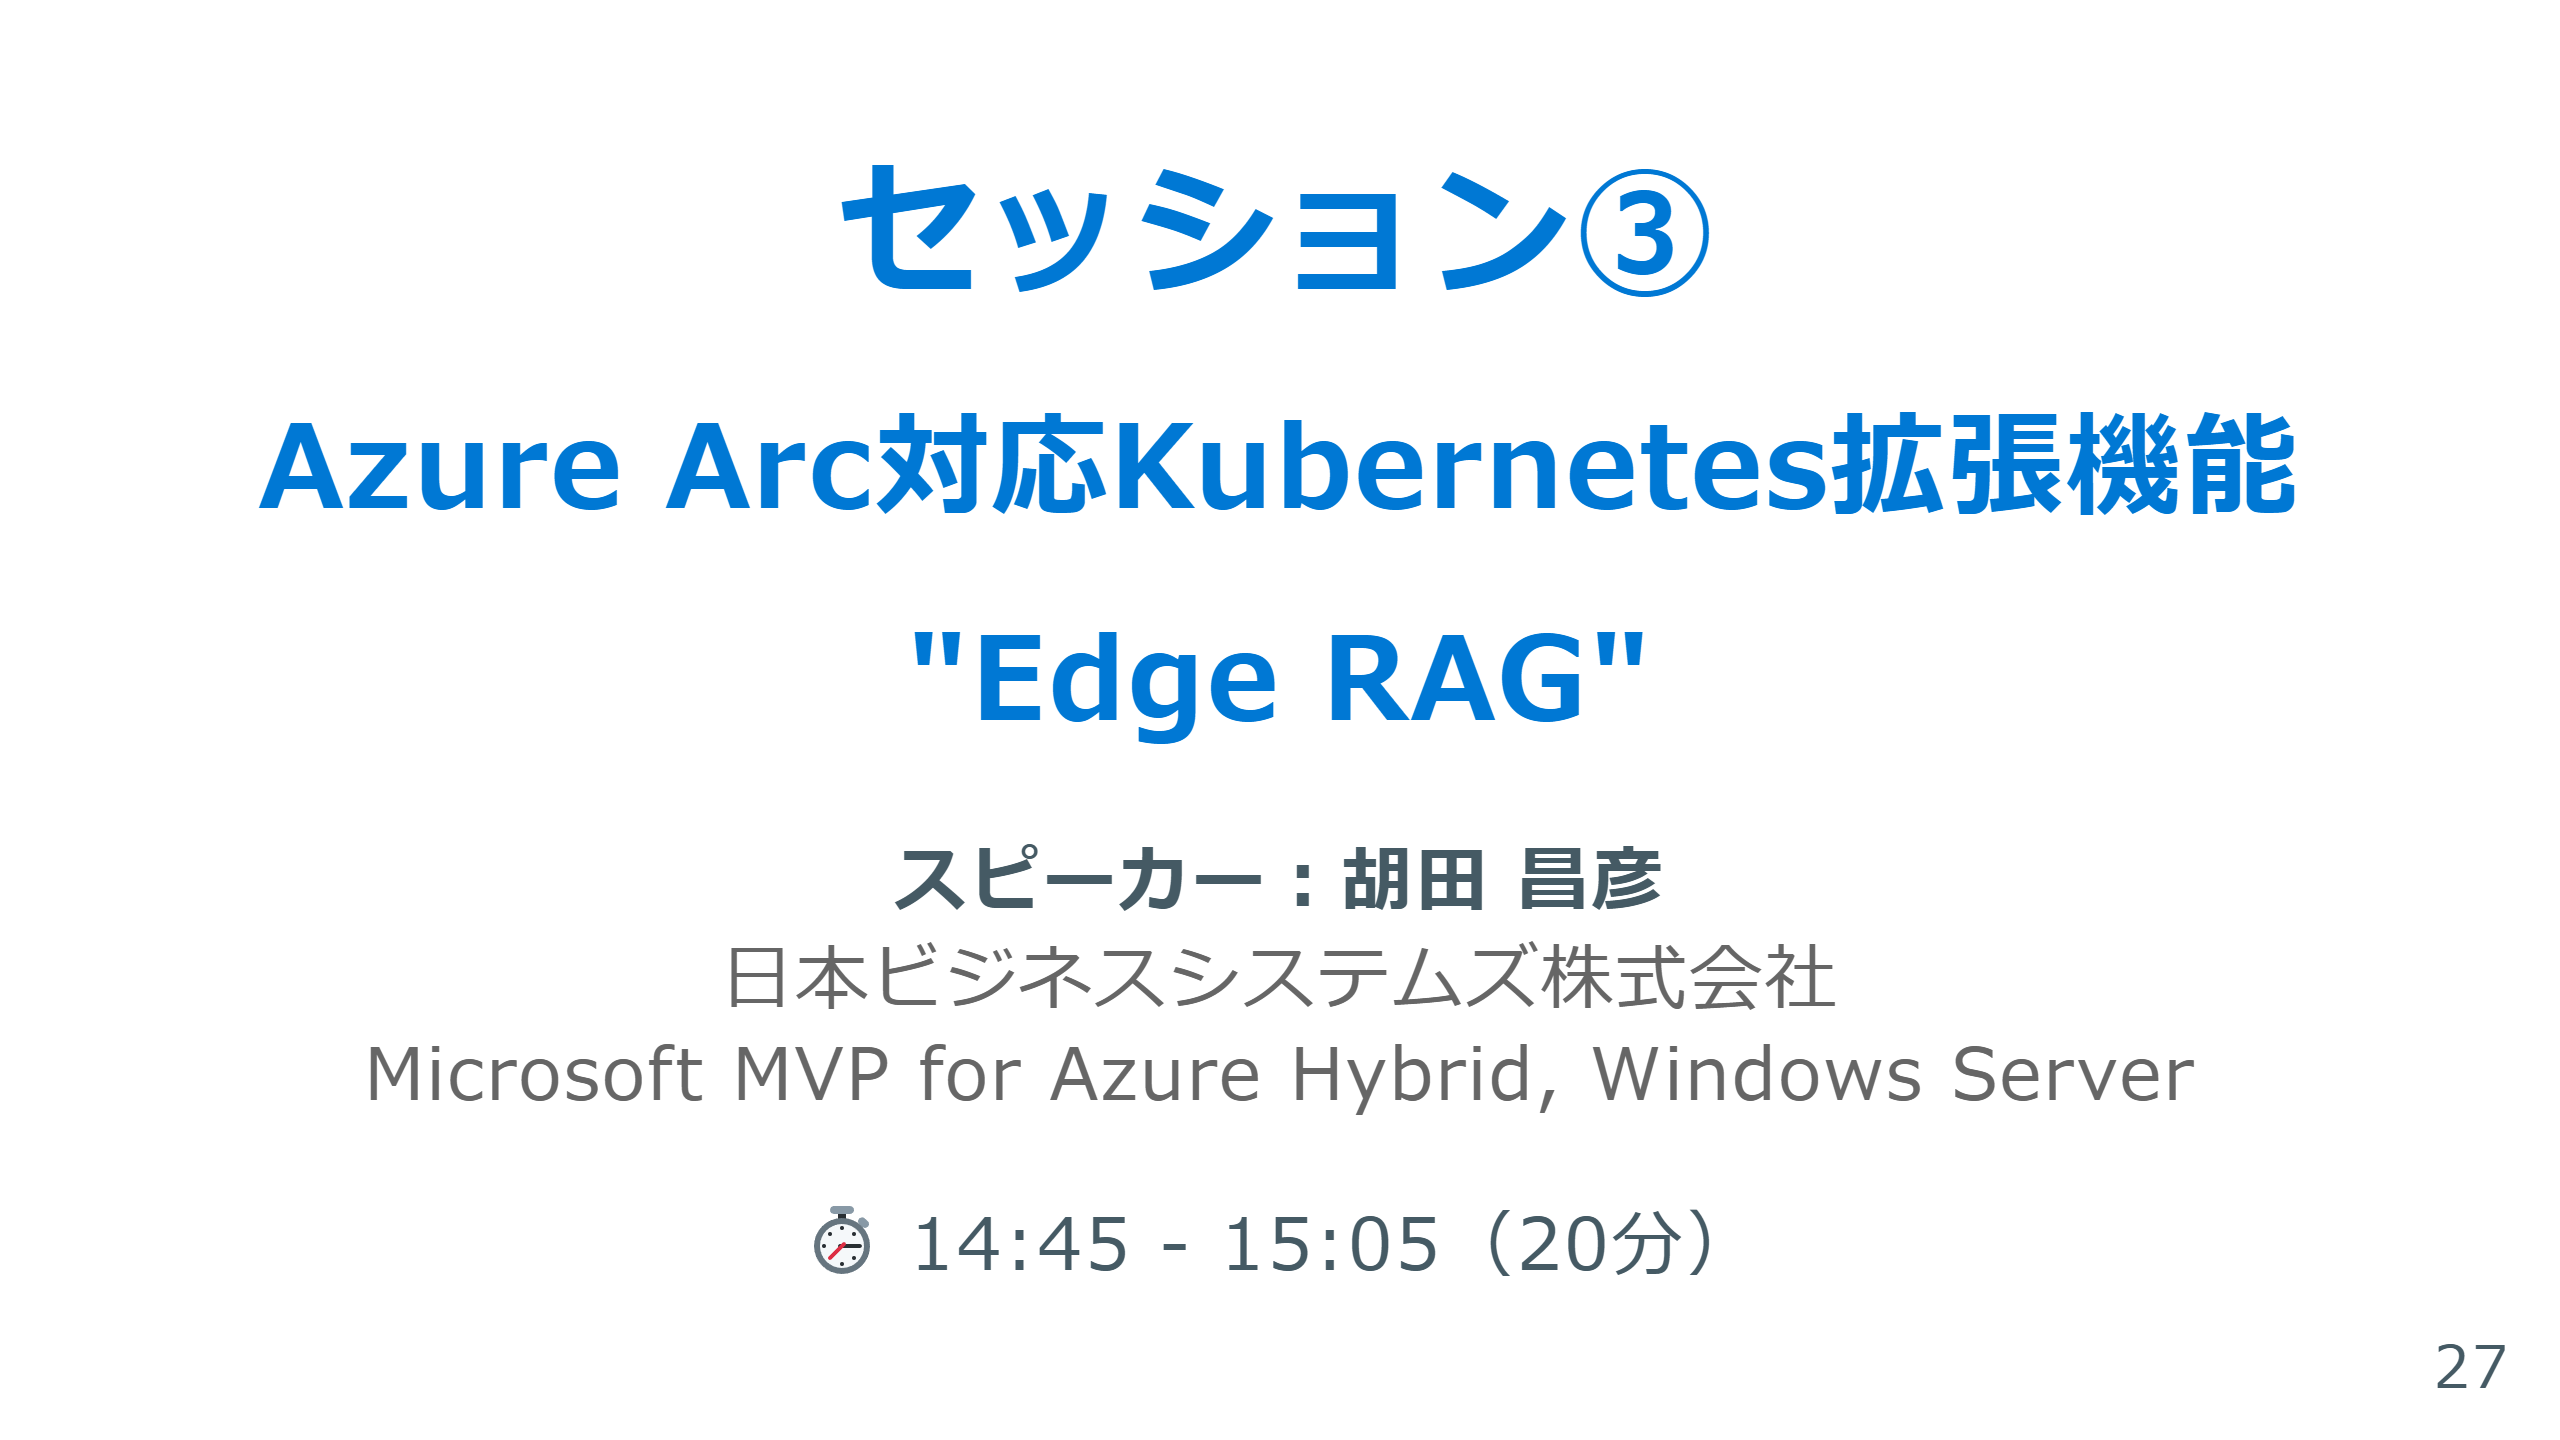 セッション③
Azure Arc対応Kubernetes拡張機能
"Edge RAG"
スピーカー：胡田 昌彦
日本ビジネスシステムズ株式会社
Microsoft MVP for Azure Hybrid, Windows Server
14:45 - 15:05（20分）
27